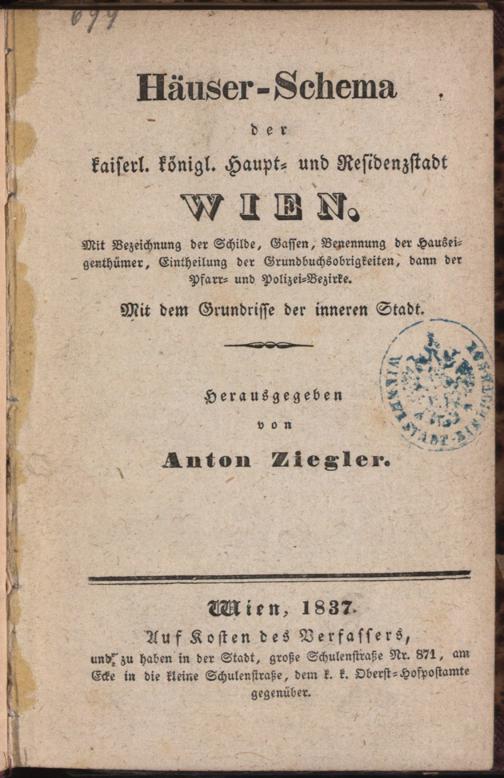 699
Häuser-Schema
der
kaiserl. königl. Haupt- und Residenzstadt
WIEN.
Mit Bezeichnung der Schilde, Gassen, Benennung der Hausei-
genthümer, Eintheilung der Grundbuchsobrigkeiten, dann der
Pfarr- und Polizei-Bezirke.
Mit dem Grundrisse der inneren Stadt.
Herausgegeben
von
Anton Ziegler.
WIENER STADT-
Wien, 1837.
Auf Kosten des Verfassers,
und zu haben in der Stadt, große Schulenstraße Nr. 871, am
Ecke in die kleine Schulenstraße, dem k. k. Oberst-Hofpostamte
gegenüber.